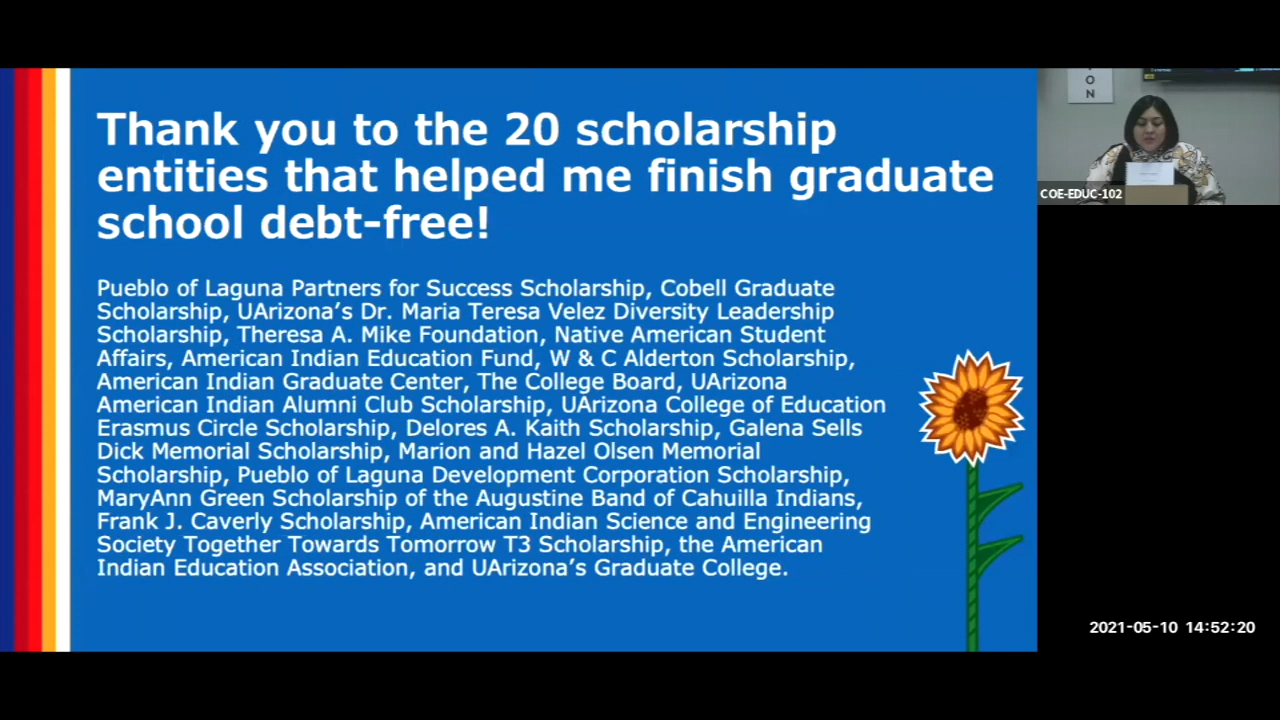 Thank you to the 20 scholarship
entities that helped me finish graduate
school debt-free!
Pueblo of Laguna Partners for Success Scholarship, Cobell Graduate
Scholarship, UArizona’s Dr. Maria Teresa Velez Diversity Leadership
Scholarship, Theresa A. Mike Foundation, Native American Student
Affairs, American Indian Education Fund, W & C Alderton Scholarship,
American Indian Graduate Center, The College Board, UArizona
American Indian Alumni Club Scholarship, UArizona College of Education
Erasmus Circle Scholarship, Delores A. Kaith Scholarship, Galena Sells
Dick Memorial Scholarship, Marion and Hazel Olsen Memorial
Scholarship, Pueblo of Laguna Development Corporation Scholarship,
MaryAnn Green Scholarship of the Augustine Band of Cahuilla Indians,
Frank J. Caverly Scholarship, American Indian Science and Engineering
Society Together Towards Tomorrow T3 Scholarship, the American
Indian Education Association, and UArizona’s Graduate College.
O
N
COE-EDUC-102
2021-05-10 14:52:20